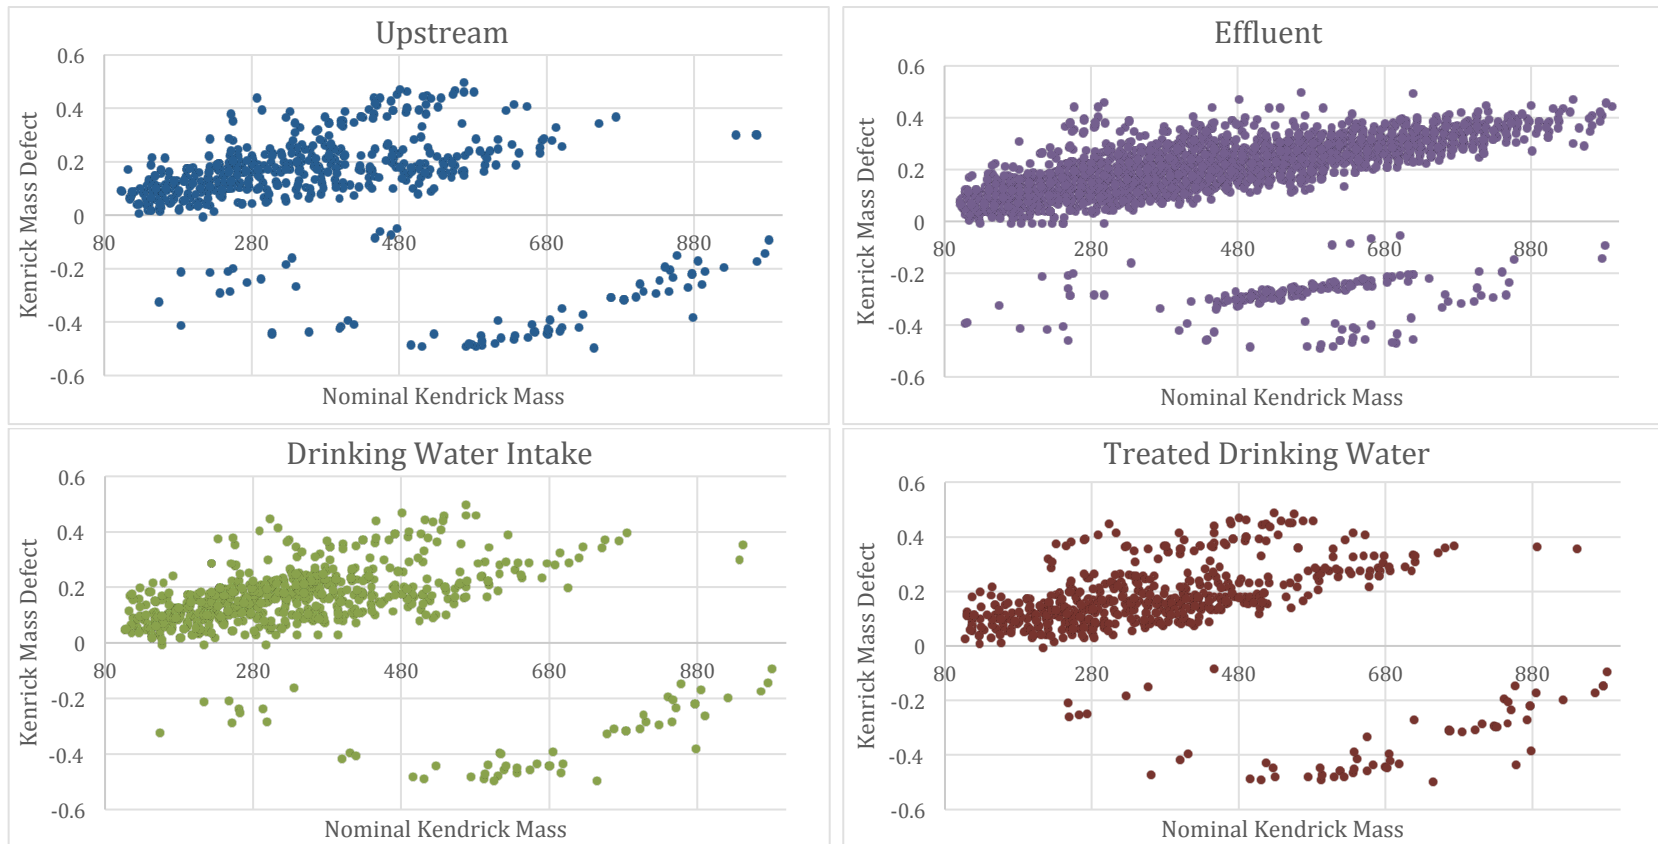 Upstream
0.6
0.4
0.2
0
-0.2
-0.4
-0.6
80 280 480 680 880
Kenrick Mass Defect
Nominal Kendrick Mass
Effluent
0.6
0.4
0.2
0
-0.2
-0.4
-0.6
80 280 480 680 880
Kenrick Mass Defect
Nominal Kendrick Mass
Drinking Water Intake
0.6
0.4
0.2
0
-0.2
-0.4
-0.6
80 280 480 680 880
Kenrick Mass Defect
Nominal Kendrick Mass
Treated Drinking Water
0.6
0.4
0.2
0
-0.2
-0.4
-0.6
80 280 480 680 880
Kenrick Mass Defect
Nominal Kendrick Mass